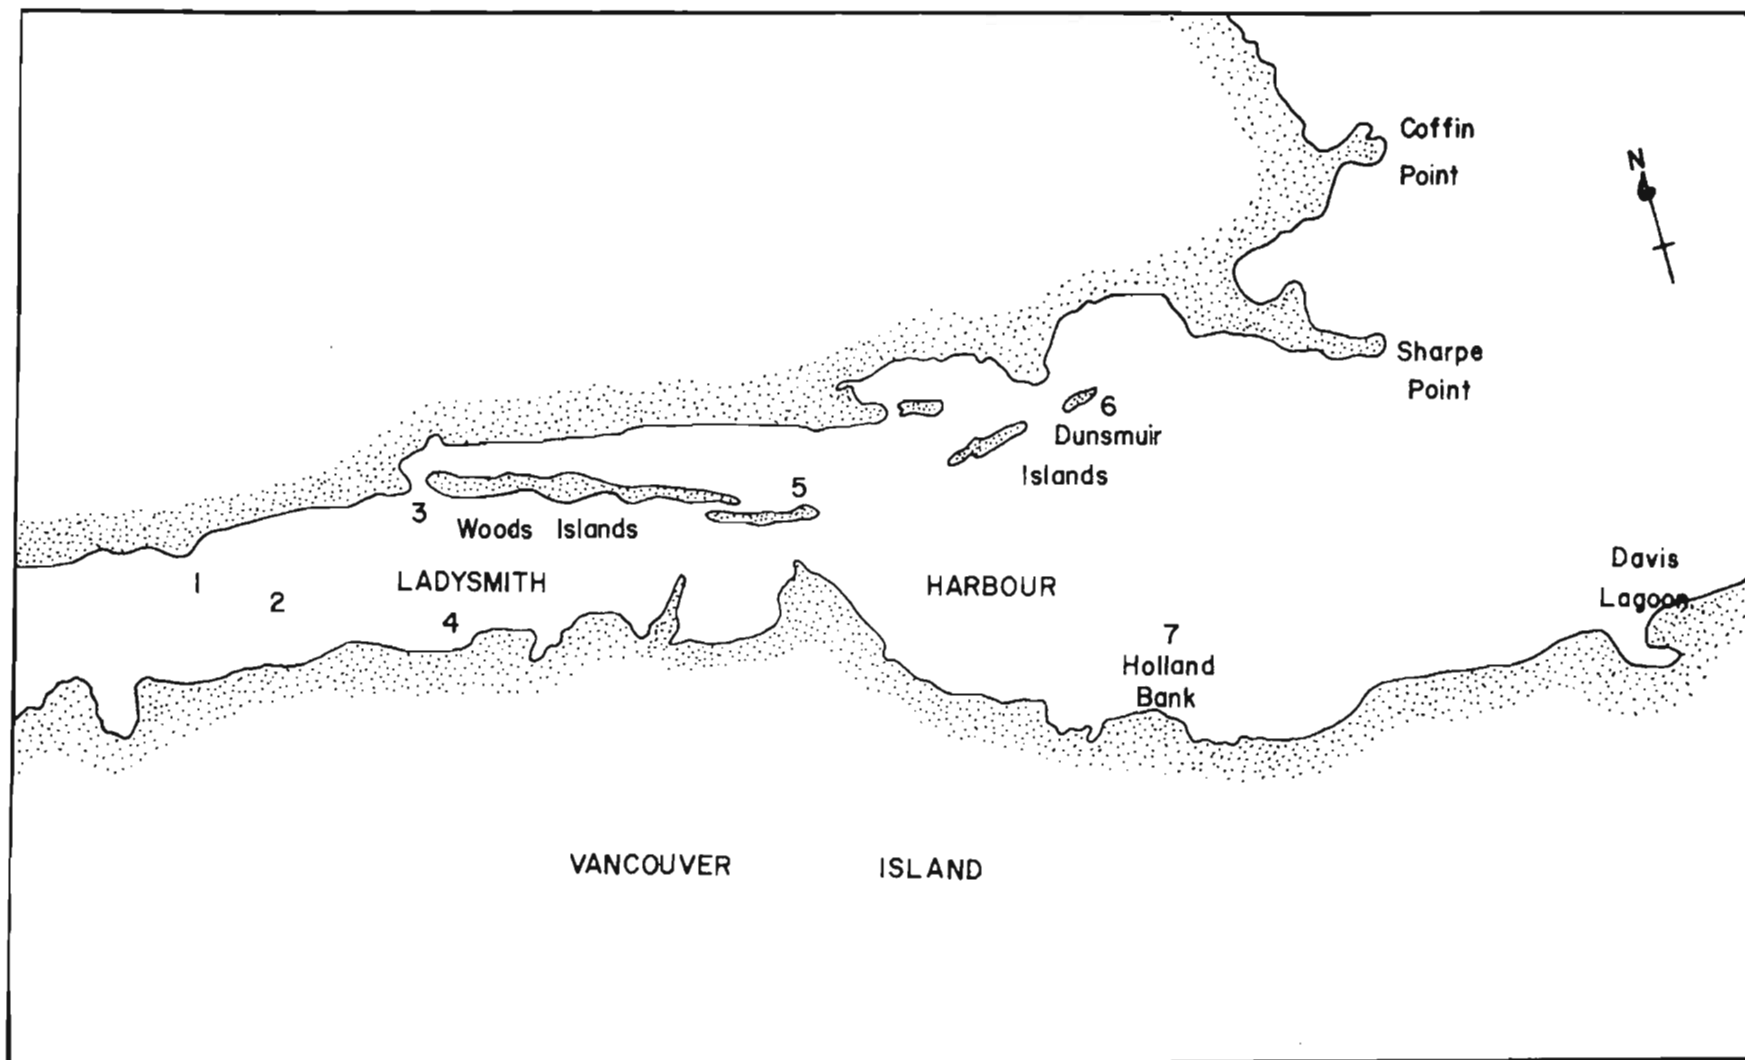 Coffin
Point
N
Sharpe
Point
6
Dunsmuir
Islands
5
3
Woods Islands
Davis
Lagoon
1
2
LADYSMITH HARBOUR
4
7
Holland
Bank
VANCOUVER ISLAND